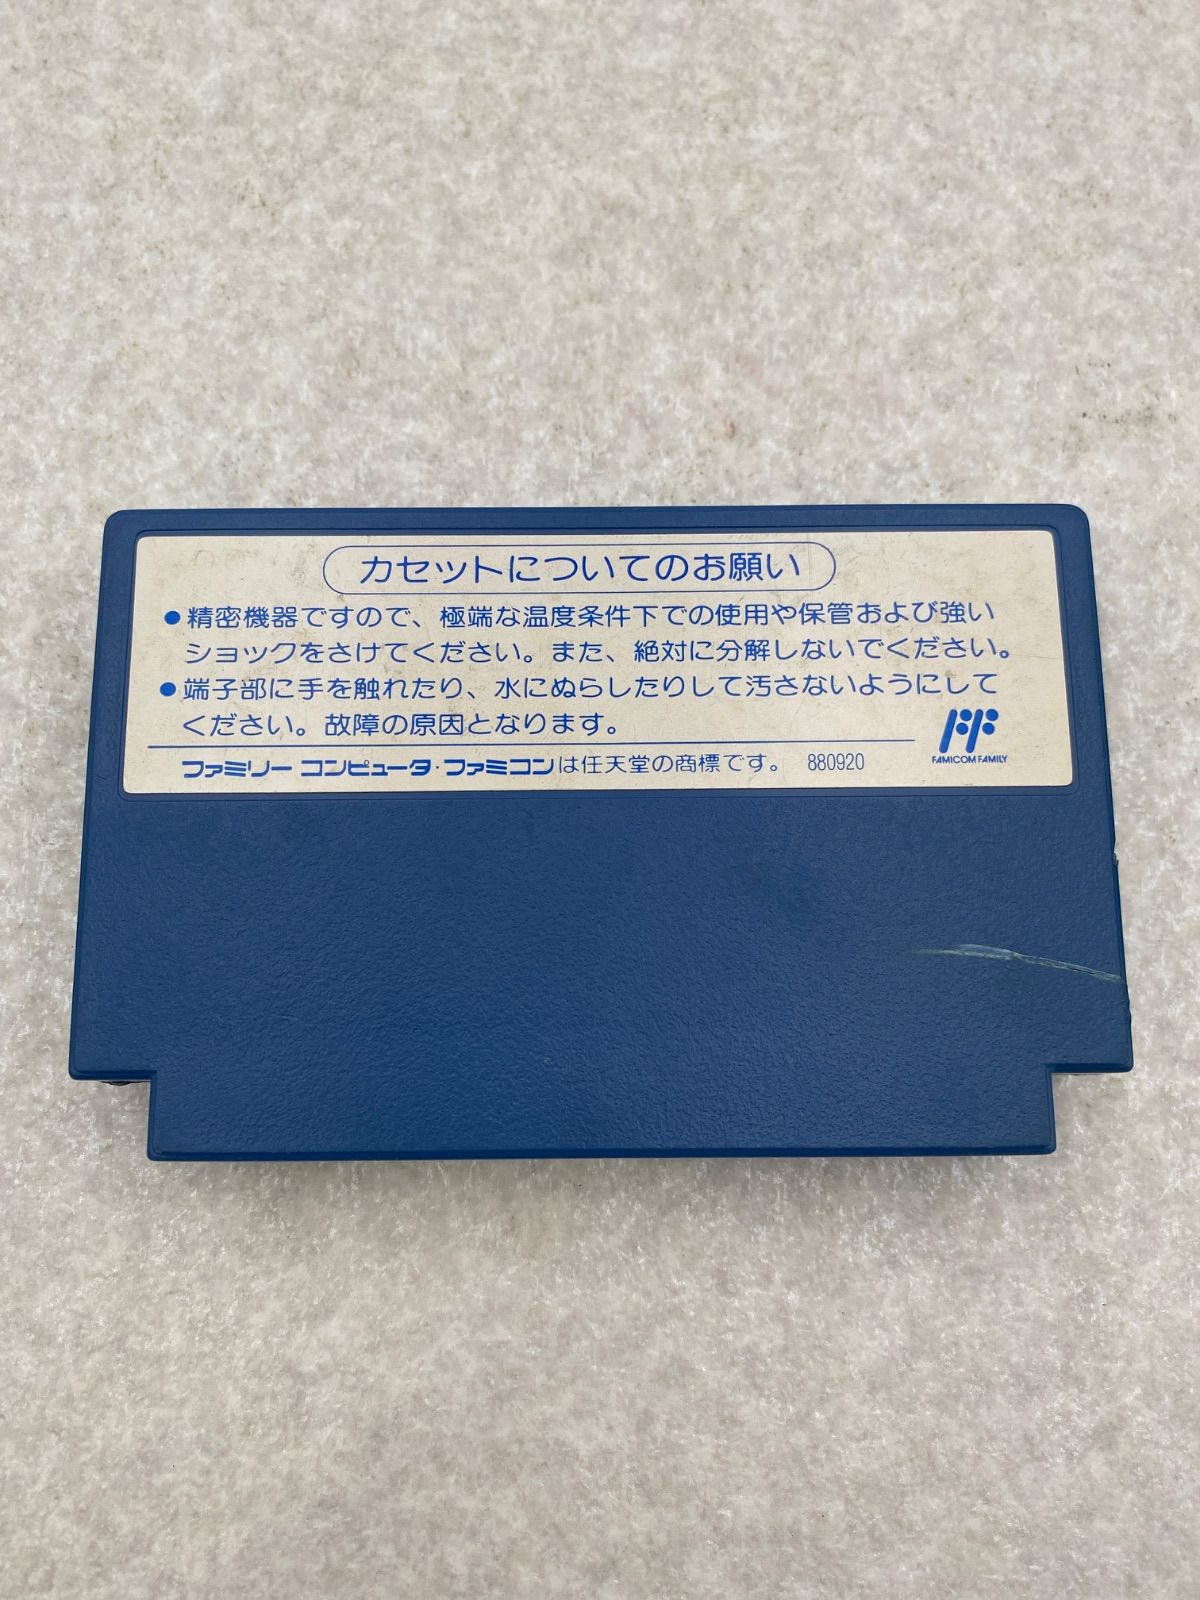 カセットについてのお願い
●精密機器ですので、極端な温度条件下での使用や保管および強い
ショックをさけてください。また、絶対に分解しないでください。
●端子部に手を触れたり、水にぬらしたりして汚さないようにして
ください。故障の原因となります。
FF
FAMICOM FAMILY
ファミリー コンピュータ・ファミコンは任天堂の商標です。 880920